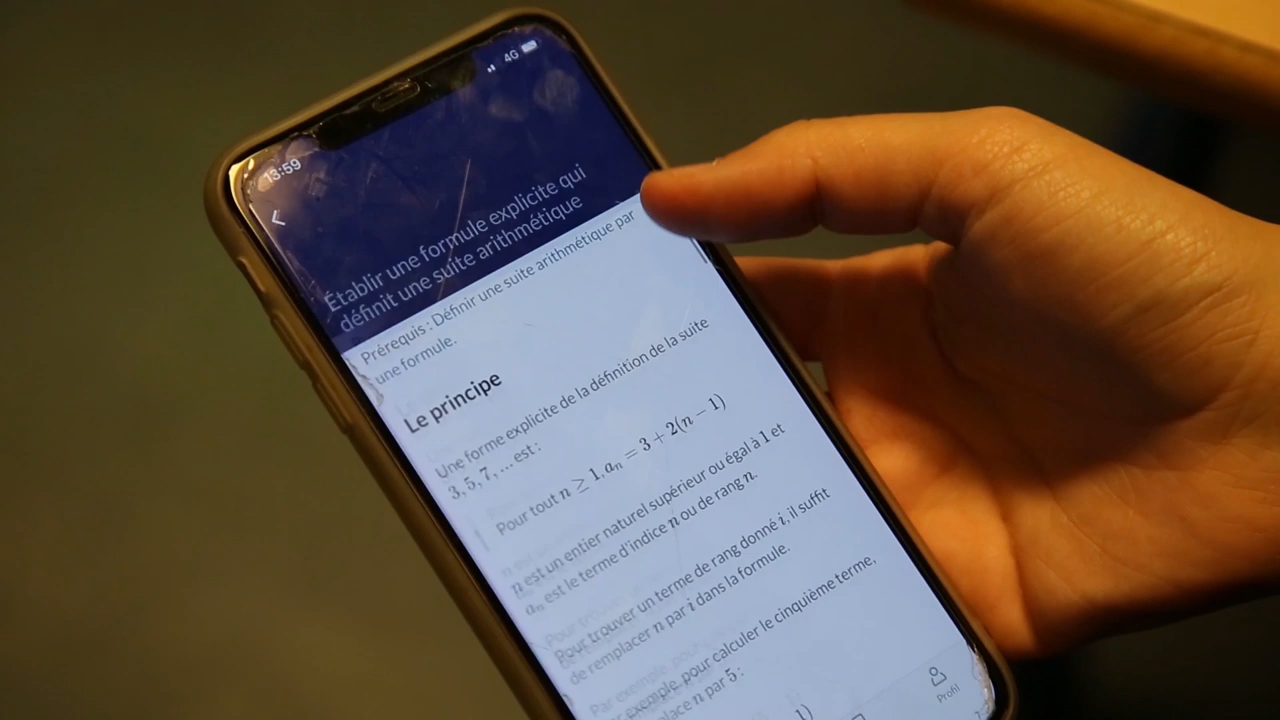 13:59
4G
Établir une formule explicite qui
définit une suite arithmétique
Prérequis : Définir une suite arithmétique par
une formule.
Le principe
Une forme explicite de la définition de la suite
3, 5, 7, ... est :
Pour tout n ≥ 1, aₙ = 3 + 2(n − 1)
n est un entier naturel supérieur ou égal à 1 et
aₙ est le terme d'indice n ou de rang n.
Pour trouver un terme de rang donné i, il suffit
de remplacer n par i dans la formule.
Par exemple, pour calculer le cinquième terme,
n par 5 :
Profil